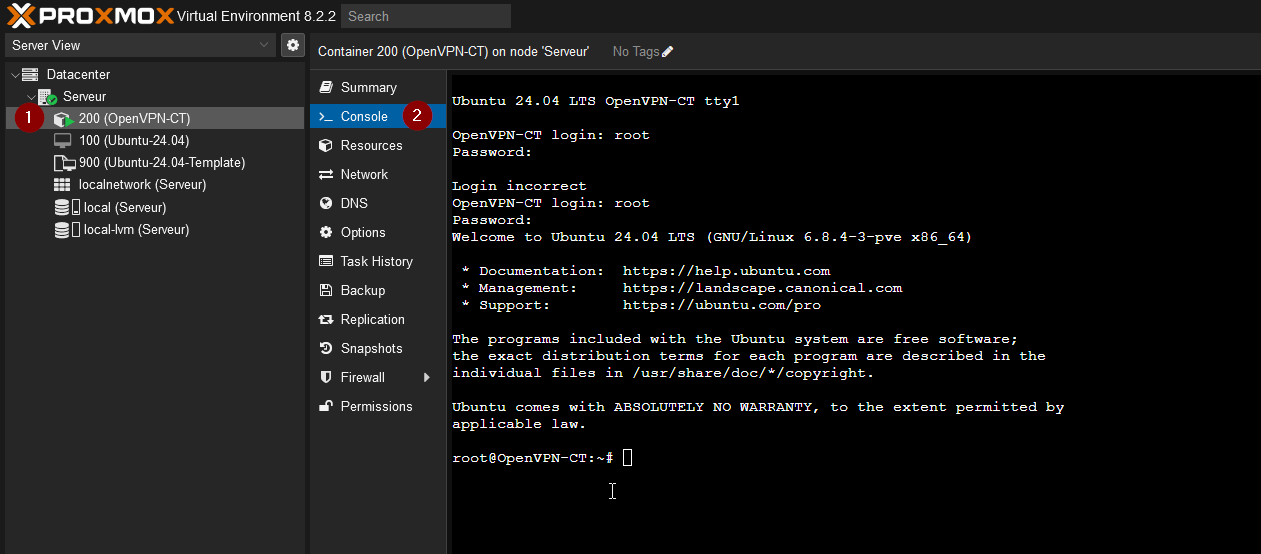 PROXMOX Virtual Environment 8.2.2 Search
Server View
Datacenter
Serveur
1 200 (OpenVPN-CT)
100 (Ubuntu-24.04)
900 (Ubuntu-24.04-Template)
localnetwork (Serveur)
local (Serveur)
local-lvm (Serveur)
Container 200 (OpenVPN-CT) on node 'Serveur' No Tags
Summary
Console 2
Resources
Network
DNS
Options
Task History
Backup
Replication
Snapshots
Firewall
Permissions
Ubuntu 24.04 LTS OpenVPN-CT tty1
OpenVPN-CT login: root
Password:
Login incorrect
OpenVPN-CT login: root
Password:
Welcome to Ubuntu 24.04 LTS (GNU/Linux 6.8.4-3-pve x86_64)
* Documentation: https://help.ubuntu.com
* Management: https://landscape.canonical.com
* Support: https://ubuntu.com/pro
The programs included with the Ubuntu system are free software;
the exact distribution terms for each program are described in the
individual files in /usr/share/doc/*/copyright.
Ubuntu comes with ABSOLUTELY NO WARRANTY, to the extent permitted by
applicable law.
root@OpenVPN-CT:~#